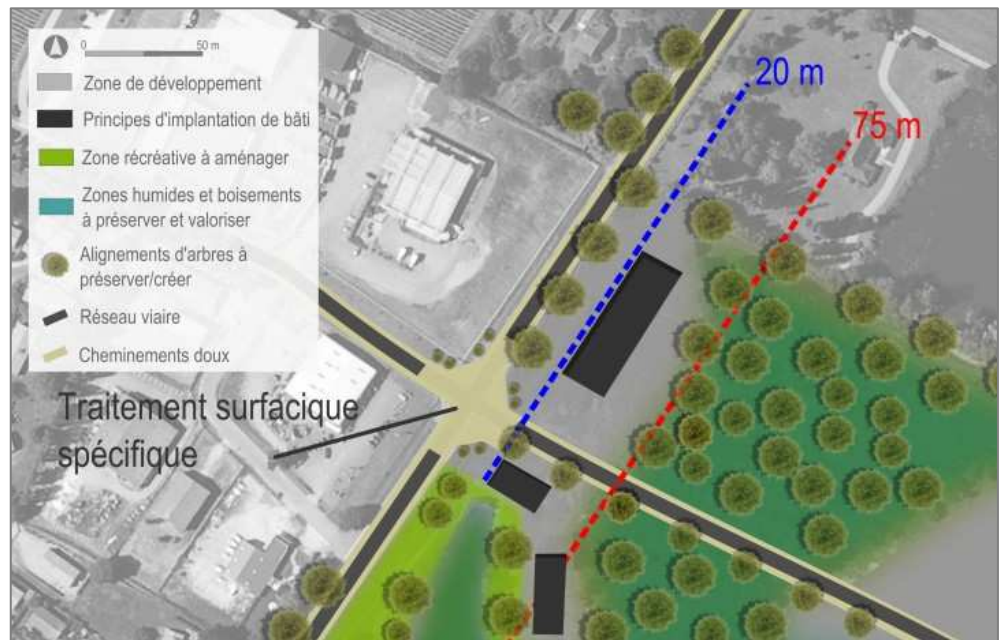 0 50 m
Zone de développement
Principes d'implantation de bâti
Zone récréative à aménager
Zones humides et boisements
à préserver et valoriser
Alignements d'arbres à
préserver/créer
Réseau viaire
Cheminements doux
20 m
75 m
Traitement surfacique
spécifique